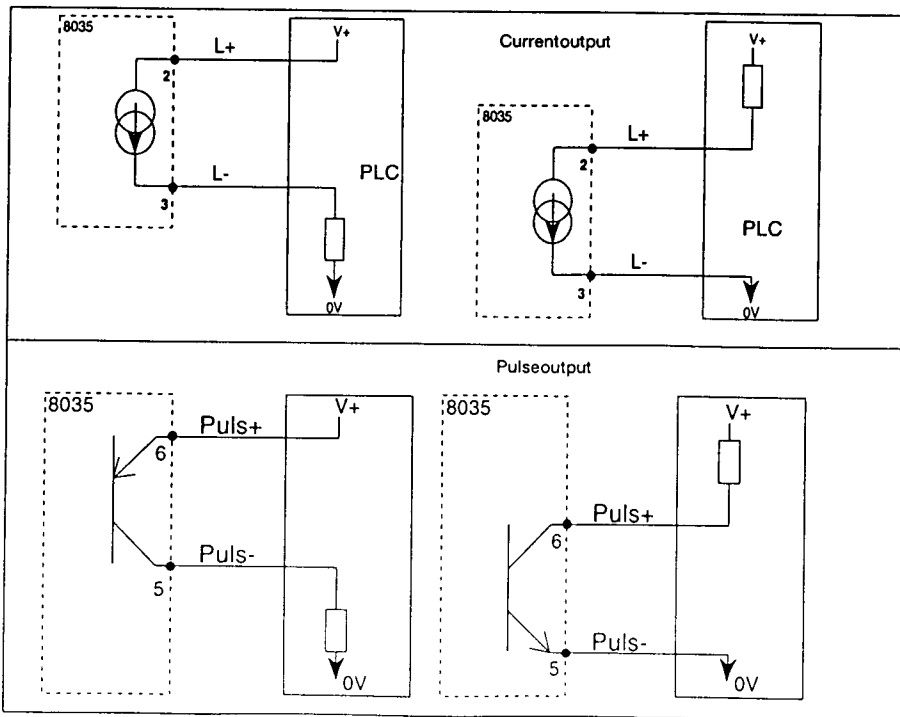 Currentoutput
8035
L+
2
V+
PLC
L-
3
0V
8035
L+
2
V+
PLC
L-
3
0V
Pulseoutput
8035
Puls+
6
V+
Puls-
5
0V
8035
Puls+
6
V+
Puls-
5
0V